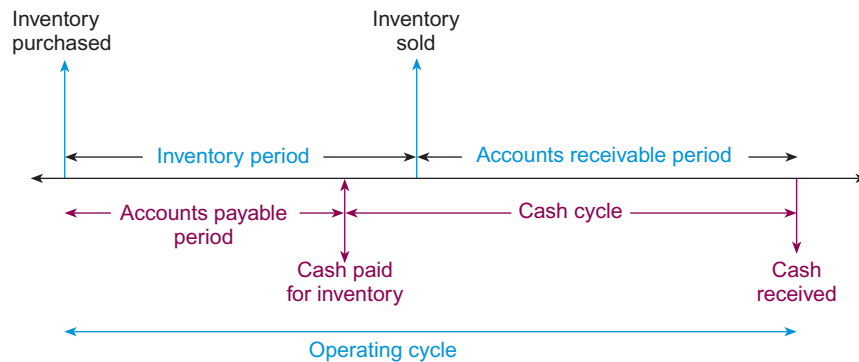 Inventory
purchased
Inventory
sold
Inventory period
Accounts receivable period
Accounts payable
period
Cash cycle
Cash paid
for inventory
Cash
received
Operating cycle